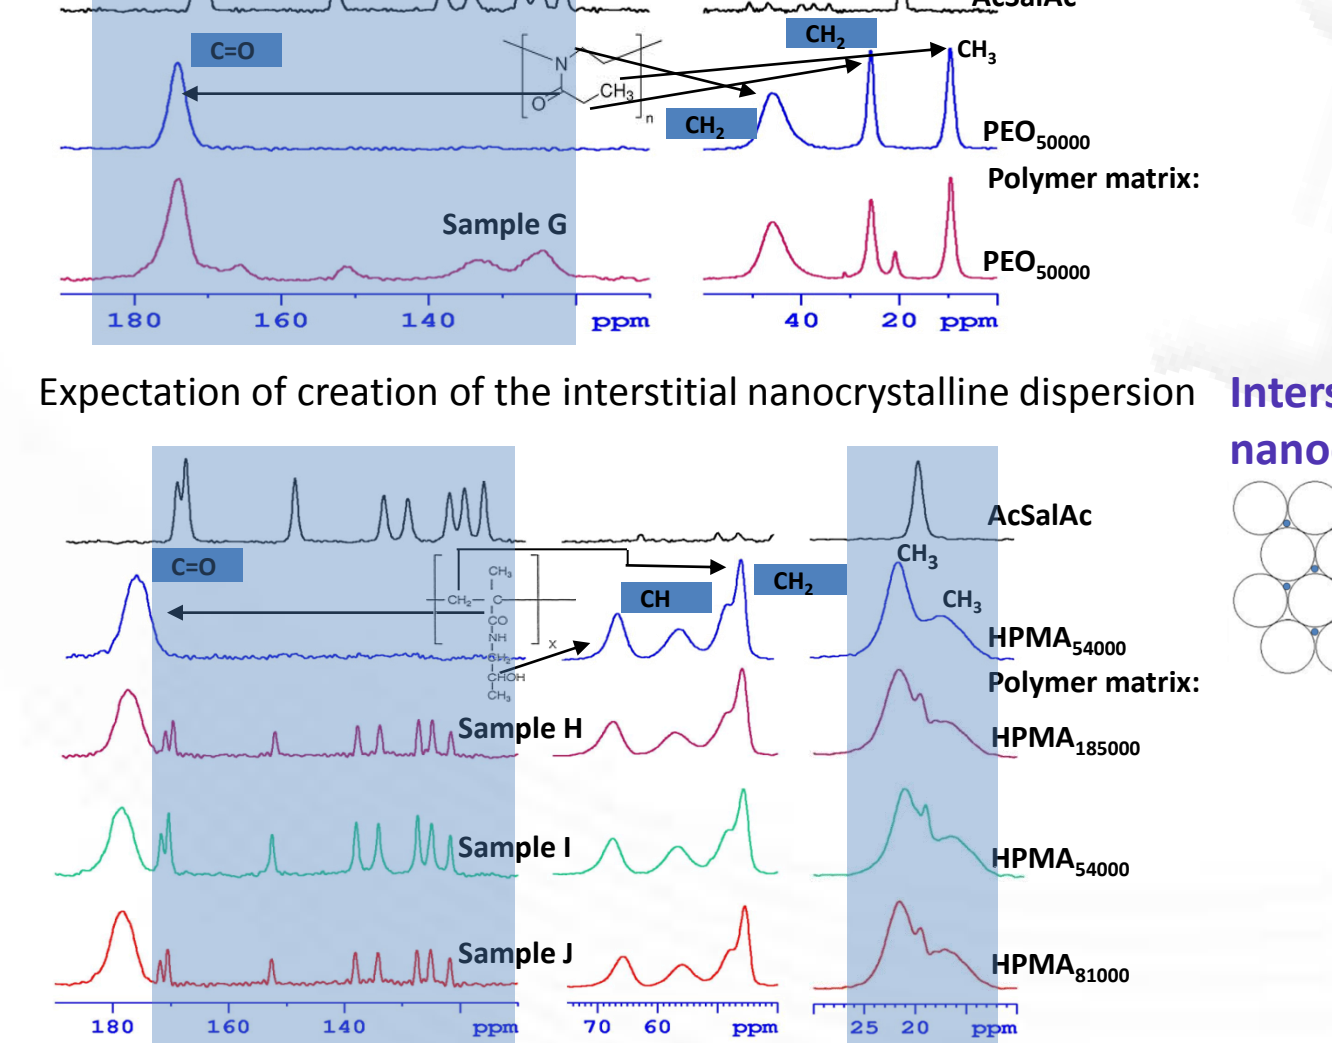 AcSalAc
C=O
CH2
CH3
N
O
CH3
n
CH2
PEO50000
Polymer matrix:
Sample G
PEO50000
180 160 140 ppm 40 20 ppm
Expectation of creation of the interstitial nanocrystalline dispersion
Inters
nano
AcSalAc
C=O
CH3
CH2
C
CO
NH
CHOH
CH3
x
CH
CH2
CH3
CH3
HPMA54000
Polymer matrix:
Sample H
HPMA185000
Sample I
HPMA54000
Sample J
HPMA81000
180 160 140 ppm 70 60 ppm 25 20 ppm